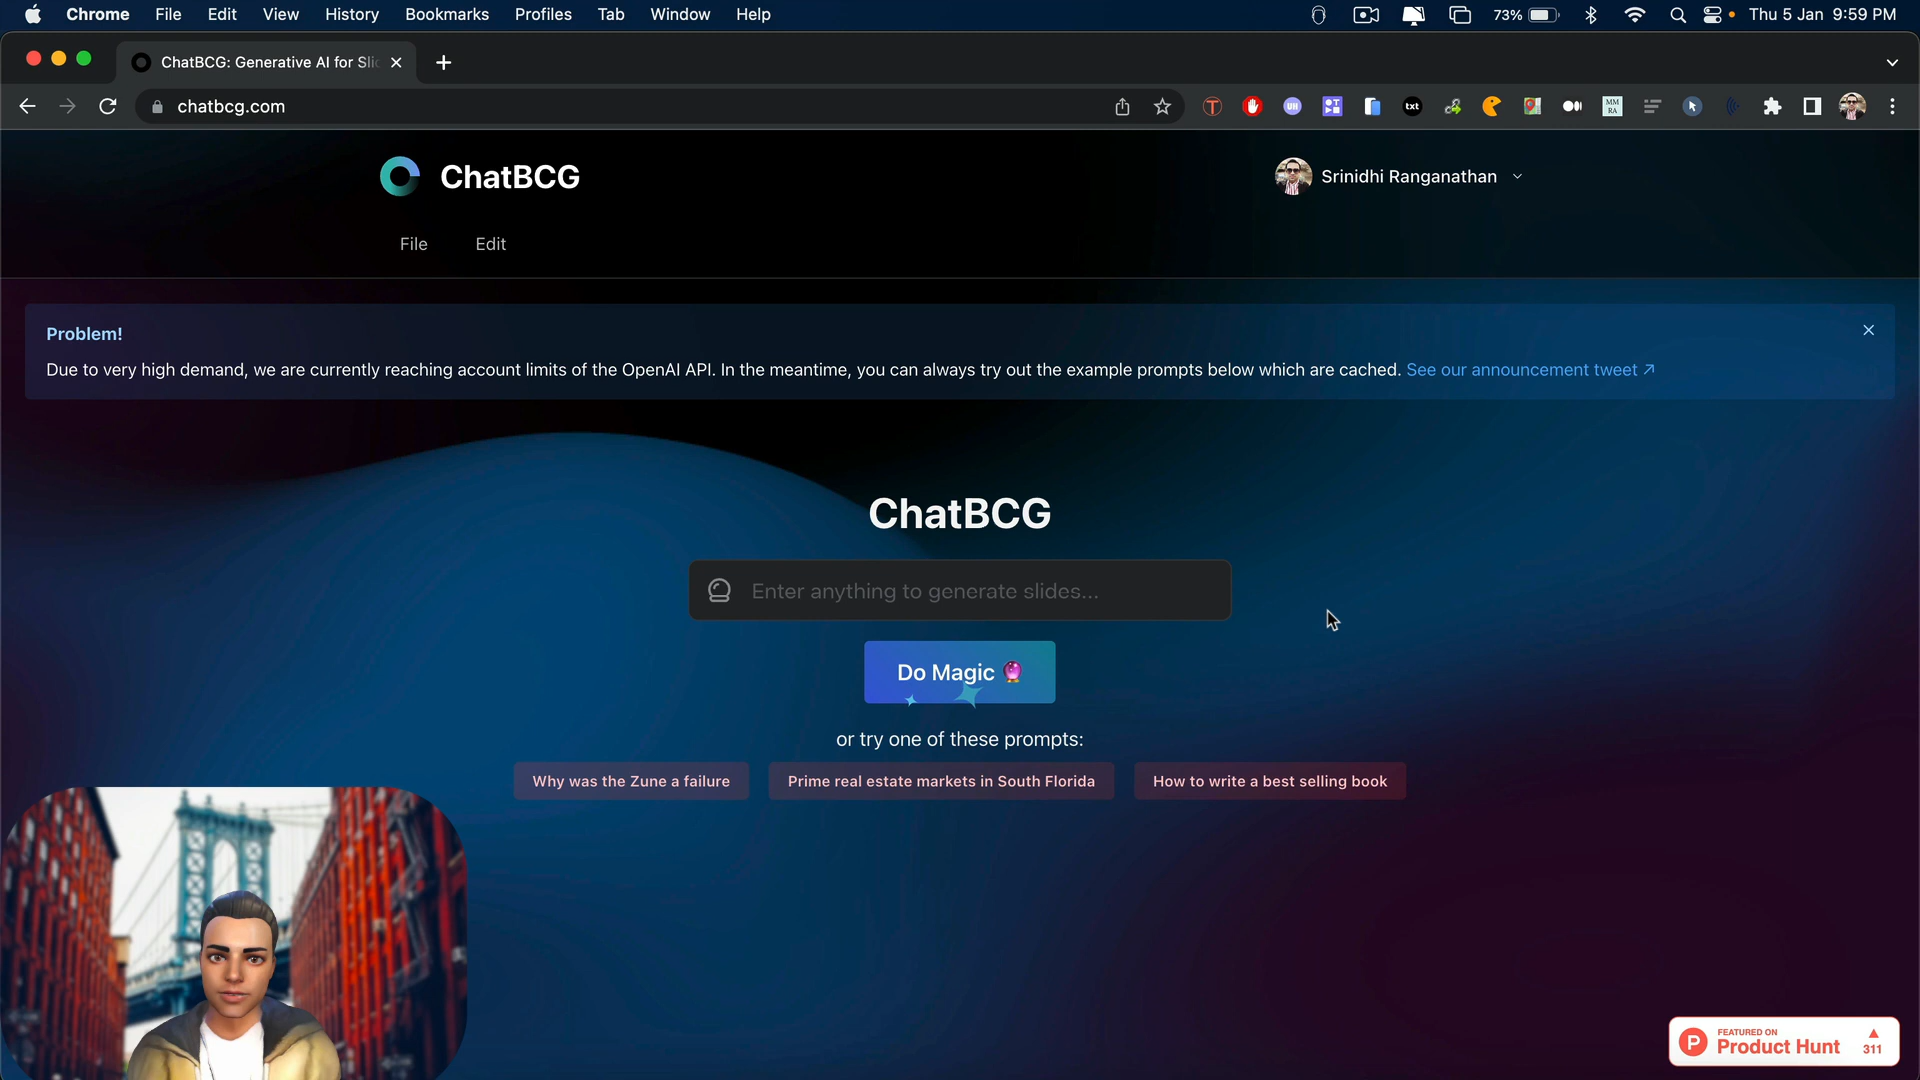 Chrome File Edit View History Bookmarks Profiles Tab Window Help 73% Thu 5 Jan 9:59 PM
ChatBCG: Generative AI for Slid
chatbcg.com
T UH txt MM RA
ChatBCG
Srinidhi Ranganathan
File Edit
Problem!
Due to very high demand, we are currently reaching account limits of the OpenAI API. In the meantime, you can always try out the example prompts below which are cached. See our announcement tweet ↗
ChatBCG
Enter anything to generate slides...
Do Magic 🔮
or try one of these prompts:
Why was the Zune a failure
Prime real estate markets in South Florida
How to write a best selling book
P FEATURED ON
Product Hunt
311